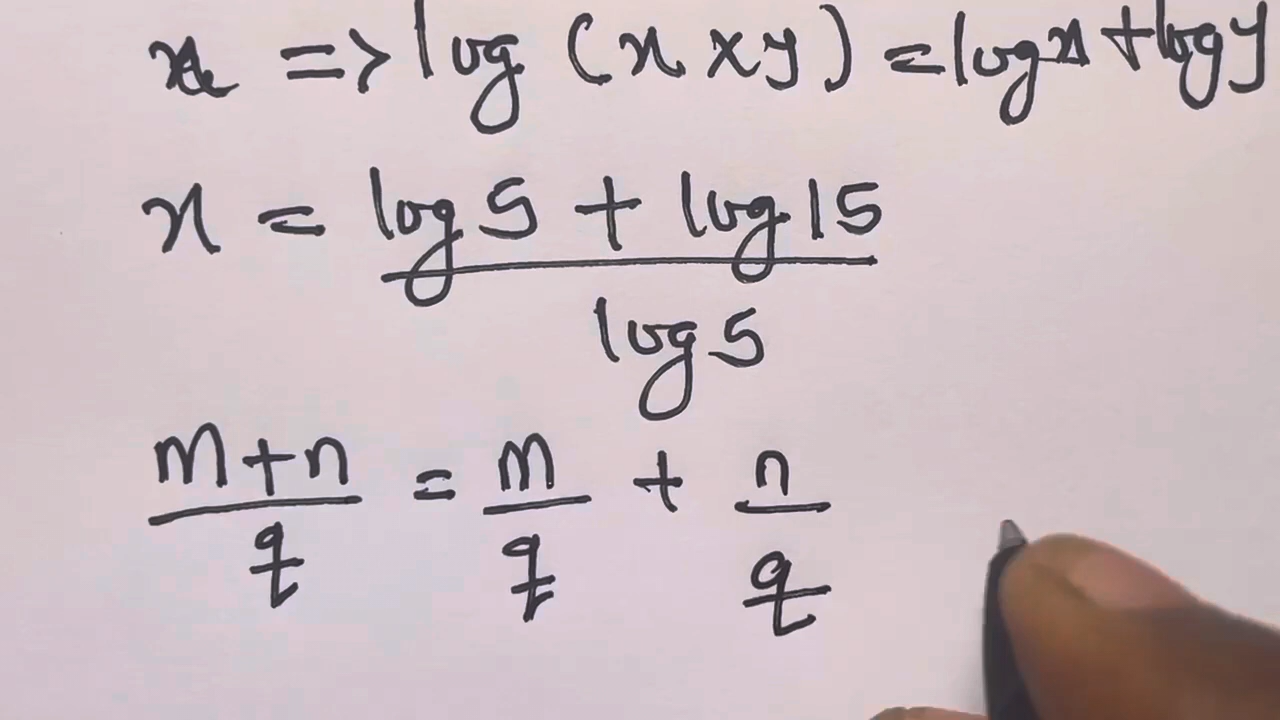 x => log (x x y) = log x + log y
x = log 5 + log 15
log 5
m+n = m + n
q q q